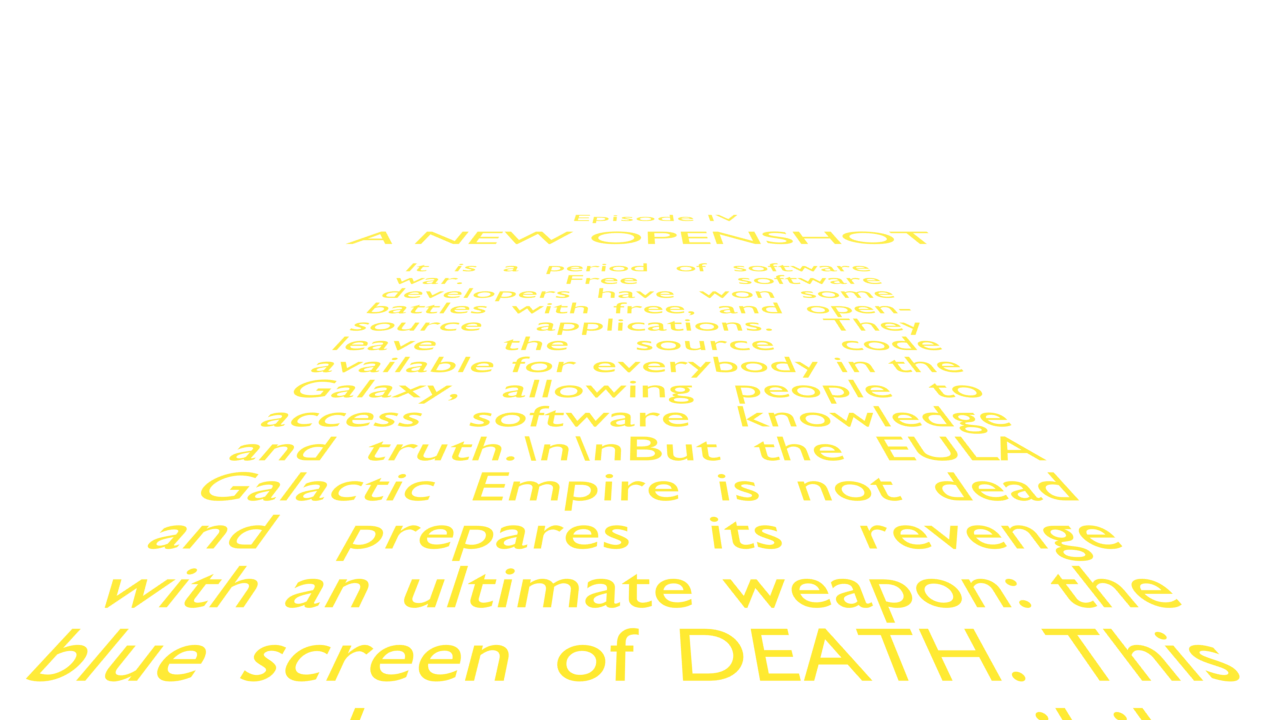 Episode IV
A NEW OPENSHOT
It is a period of software
war. Free software
developers have won some
battles with free, and open-
source applications. They
leave the source code
available for everybody in the
Galaxy, allowing people to
access software knowledge
and truth.\n\nBut the EULA
Galactic Empire is not dead
and prepares its revenge
with an ultimate weapon: the
blue screen of DEATH. This